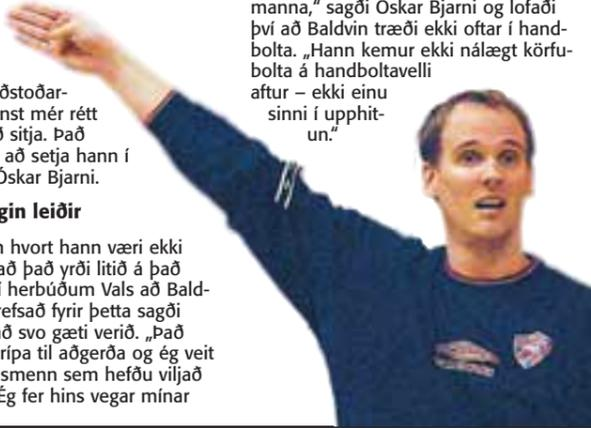 ðstoðar-
nst mér rétt
ð sitja. Það
að setja hann í
Óskar Bjarni.
gin leiðir
n hvort hann væri ekki
að það yrði litið á það
í herbúðum Vals að Bald-
refsað fyrir þetta sagði
að svo gæti verið. „Það
rípa til aðgerða og ég veit
smenn sem hefðu viljað
Ég fer hins vegar mínar
manna,“ sagði Óskar Bjarni og lofaði
því að Baldvin træði ekki oftar í hand-
bolta. „Hann kemur ekki nálægt körfu-
bolta á handboltavelli
aftur – ekki einu
sinni í upphit-
un.“